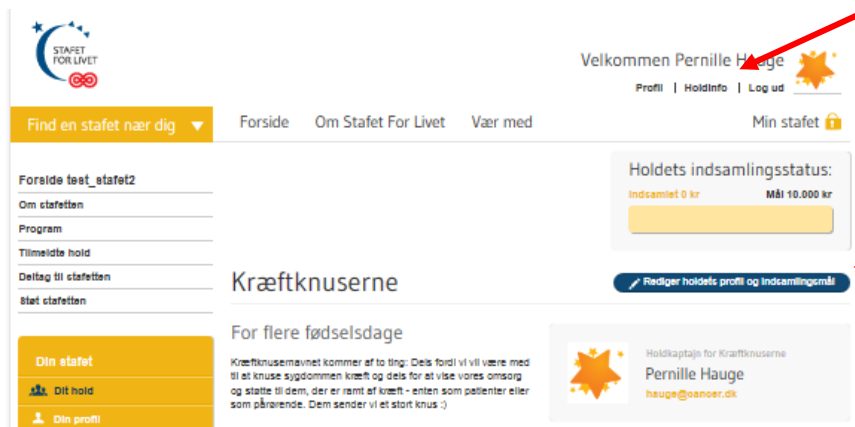 STAFET
FOR LIVET
Velkommen Pernille Hauge
Profil | Holdinfo | Log ud
Find en stafet nær dig
Forside Om Stafet For Livet Vær med
Min stafet
Forside test_stafet2
Om stafetten
Program
Tilmeldte hold
Deltag til stafetten
Støt stafetten
Holdets indsamlingsstatus:
Indsamlet 0 kr Mål 10.000 kr
Kræftknuserne
Rediger holdets profil og indsamlingsmål
For flere fødselsdage
Kræftknusernavnet kommer af to ting: Dels fordi vi vil være med
til at knuse sygdommen kræft og dels for at vise vores omsorg
og støtte til dem, der er ramt af kræft - enten som patienter eller
som pårørende. Dem sender vi et stort knus :)
Holdkaptajn for Kræftknuserne
Pernille Hauge
hauge@cancer.dk
Din stafet
Dit hold
Din profil